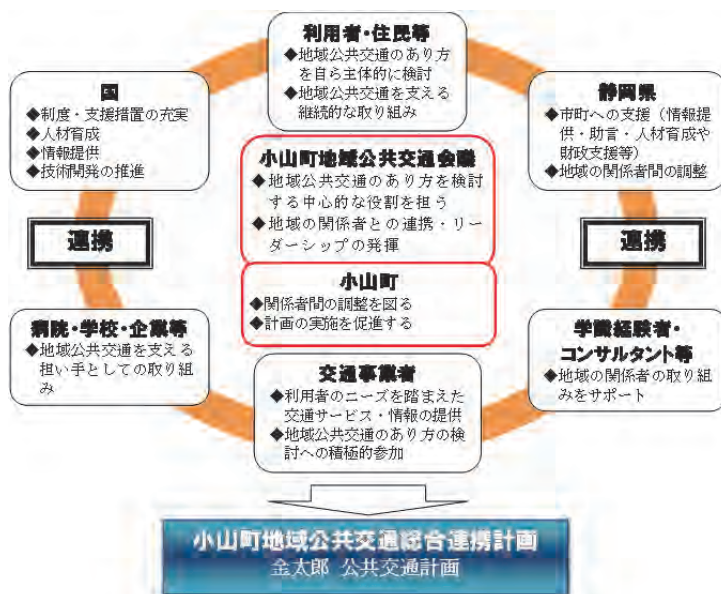 利用者・住民等
◆地域公共交通のあり方
を自ら主体的に検討
◆地域公共交通を支える
継続的な取り組み
国
◆制度・支援措置の充実
◆人材育成
◆情報提供
◆技術開発の推進
静岡県
◆市町への支援（情報提
供・助言・人材育成や
財政支援等）
◆地域の関係者間の調整
小山町地域公共交通会議
◆地域公共交通のあり方を検討
する中心的な役割を担う
◆地域の関係者との連携・リー
ダーシップの発揮
連携
連携
小山町
◆関係者間の調整を図る
◆計画の実施を促進する
病院・学校・企業等
◆地域公共交通を支える
担い手としての取り組
み
学識経験者・
コンサルタント等
◆地域の関係者の取り組
みをサポート
交通事業者
◆利用者のニーズを踏まえた
交通サービス・情報の提供
◆地域公共交通のあり方の検
討への積極的参加
小山町地域公共交通総合連携計画
金太郎 公共交通計画